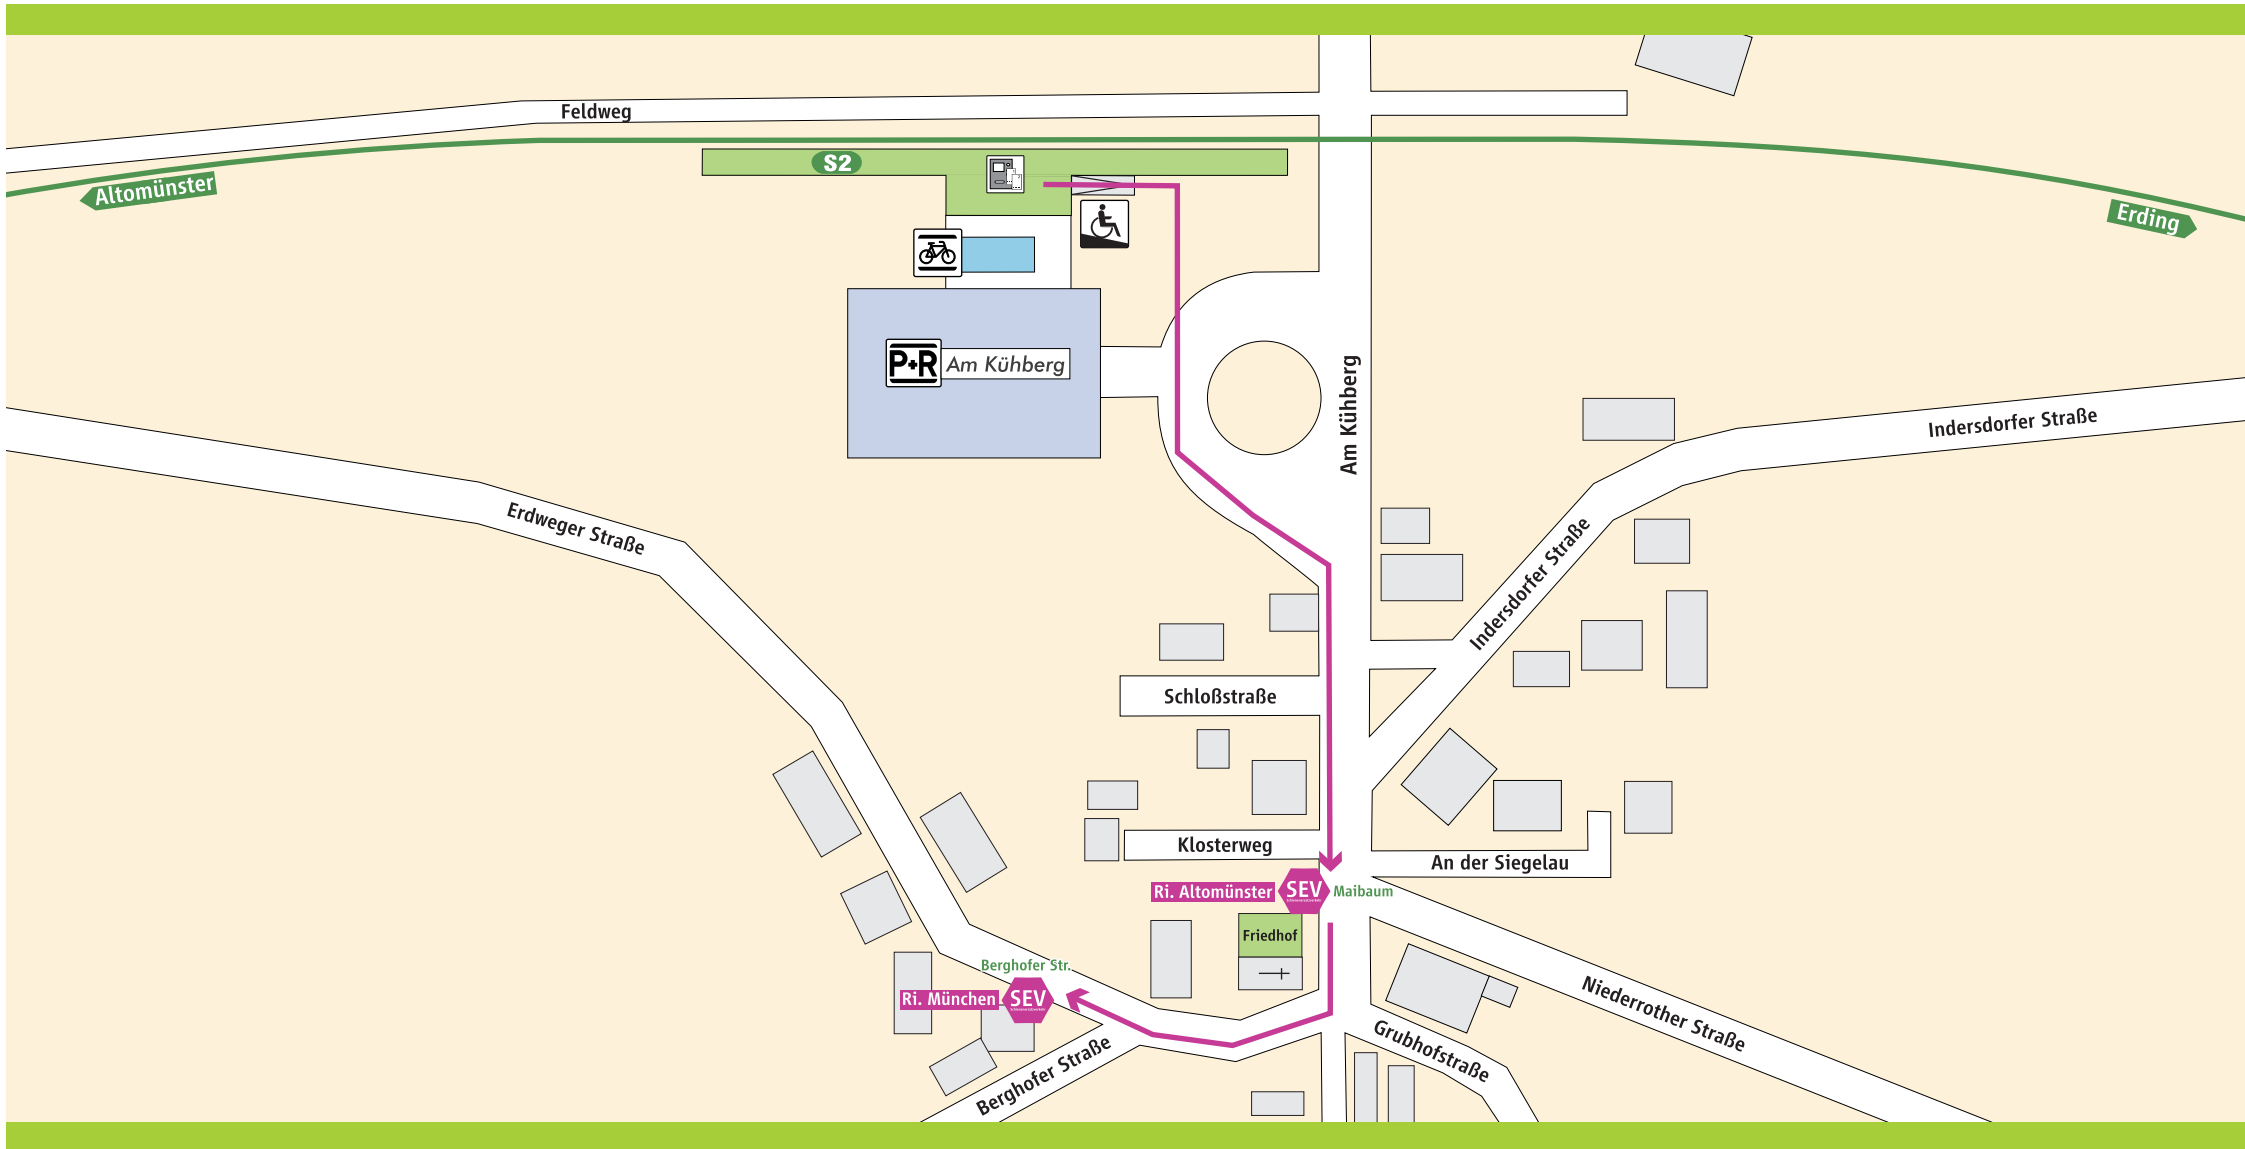 Feldweg
S2
Altomünster
Erding
P+R
Am Kühberg
Am Kühberg
Indersdorfer Straße
Erdweger Straße
Indersdorfer Straße
Schloßstraße
Klosterweg
An der Siegelau
Ri. Altomünster
SEV
Maibaum
Friedhof
Berghofer Str.
Ri. München
SEV
Niederrother Straße
Grubhofstraße
Berghofer Straße